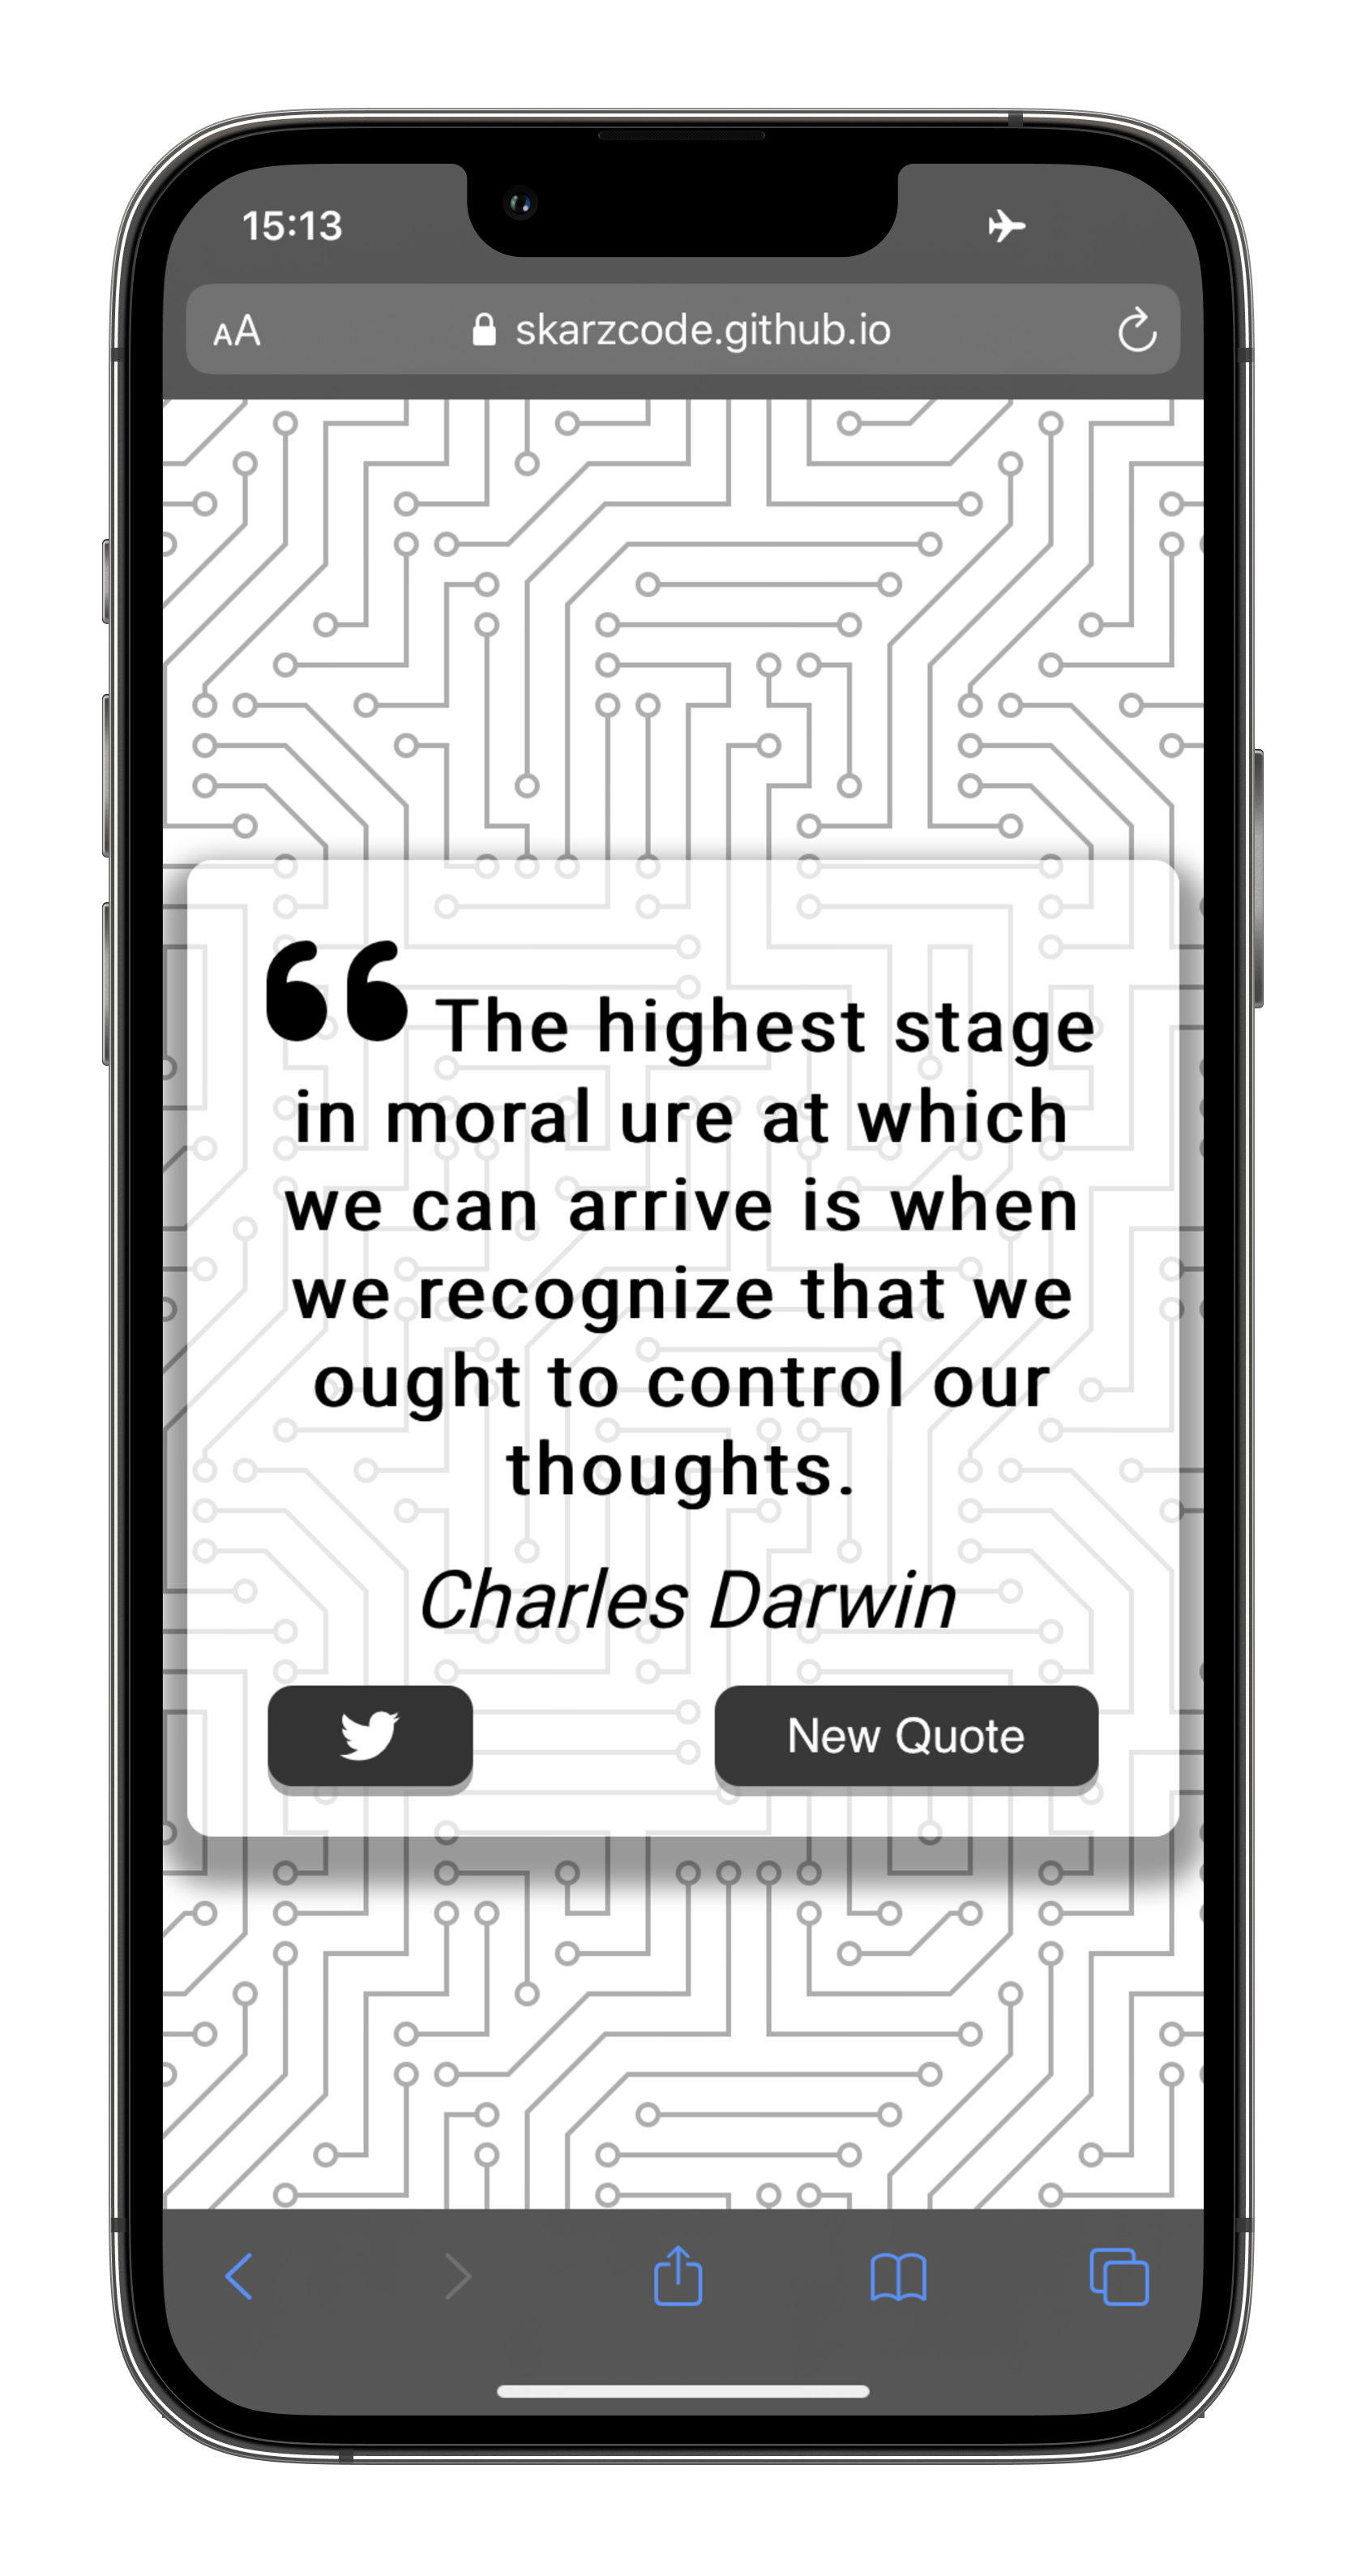 15:13
AA skarzcode.github.io
“ The highest stage
in moral ure at which
we can arrive is when
we recognize that we
ought to control our
thoughts.
Charles Darwin
New Quote